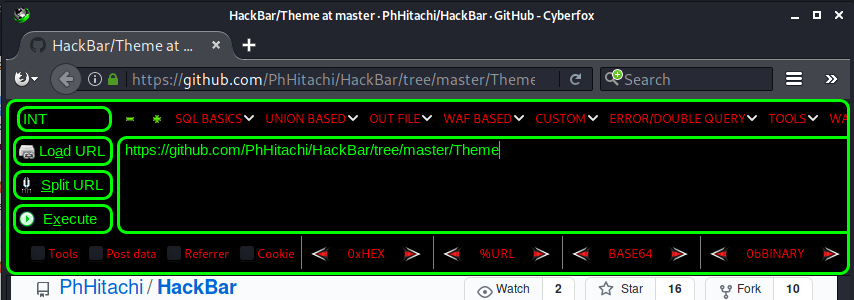 HackBar/Theme at master · PhHitachi/HackBar · GitHub - Cyberfox
HackBar/Theme at ...
https://github.com/PhHitachi/HackBar/tree/master/Theme
Search
INT
SQL BASICS UNION BASED OUT FILE WAF BASED CUSTOM ERROR/DOUBLE QUERY TOOLS WA
Load URL
https://github.com/PhHitachi/HackBar/tree/master/Theme
Split URL
Execute
Tools Post data Referrer Cookie 0xHEX %URL BASE64 0bBINARY
PhHitachi / HackBar Watch 2 Star 16 Fork 10